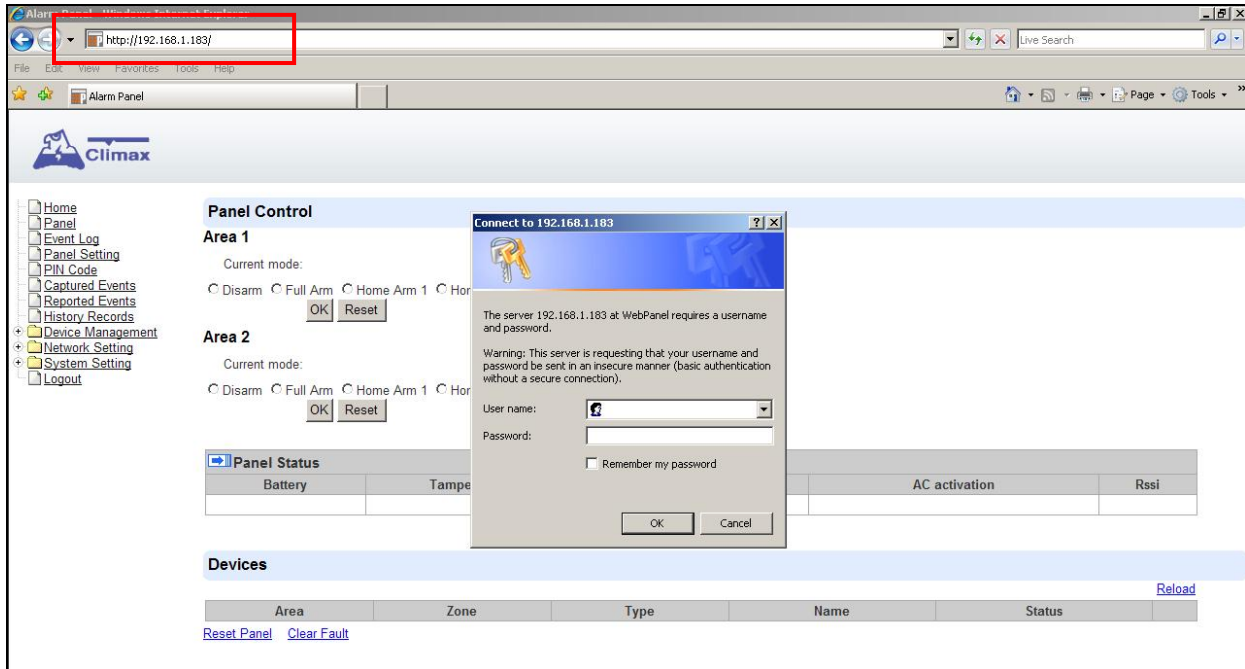 Alarm Panel - Windows Internet Explorer
http://192.168.1.183/
Live Search
File Edit View Favorites Tools Help
Alarm Panel
Page Tools
Climax
Home
Panel
Event Log
Panel Setting
PIN Code
Captured Events
Reported Events
History Records
Device Management
Network Setting
System Setting
Logout
Panel Control
Area 1
Current mode:
Disarm Full Arm Home Arm 1 Hor
OK Reset
Area 2
Current mode:
Disarm Full Arm Home Arm 1 Hor
OK Reset
Connect to 192.168.1.183
The server 192.168.1.183 at WebPanel requires a username
and password.
Warning: This server is requesting that your username and
password be sent in an insecure manner (basic authentication
without a secure connection).
User name:
Password:
Remember my password
OK Cancel
Panel Status
Battery Tampe AC activation Rssi
Devices
Reload
Area Zone Type Name Status
Reset Panel Clear Fault